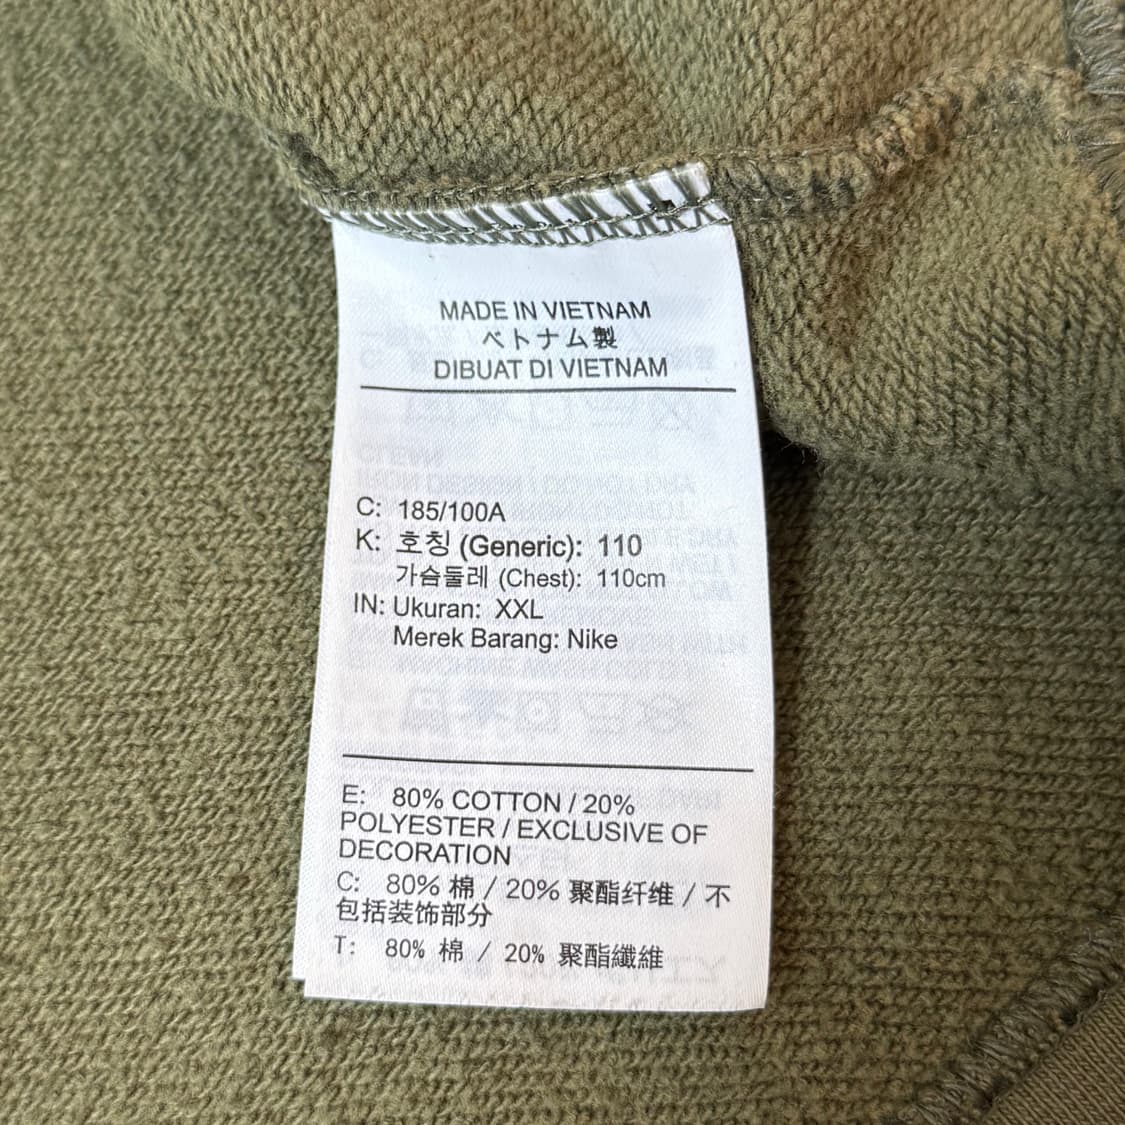 MADE IN VIETNAM
ベトナム製
DIBUAT DI VIETNAM
C: 185/100A
K: 호칭 (Generic): 110
가슴둘레 (Chest): 110cm
IN: Ukuran: XXL
Merek Barang: Nike
E: 80% COTTON / 20%
POLYESTER / EXCLUSIVE OF
DECORATION
C: 80% 棉 / 20% 聚酯纤维 / 不
包括装饰部分
T: 80% 棉 / 20% 聚酯纖維